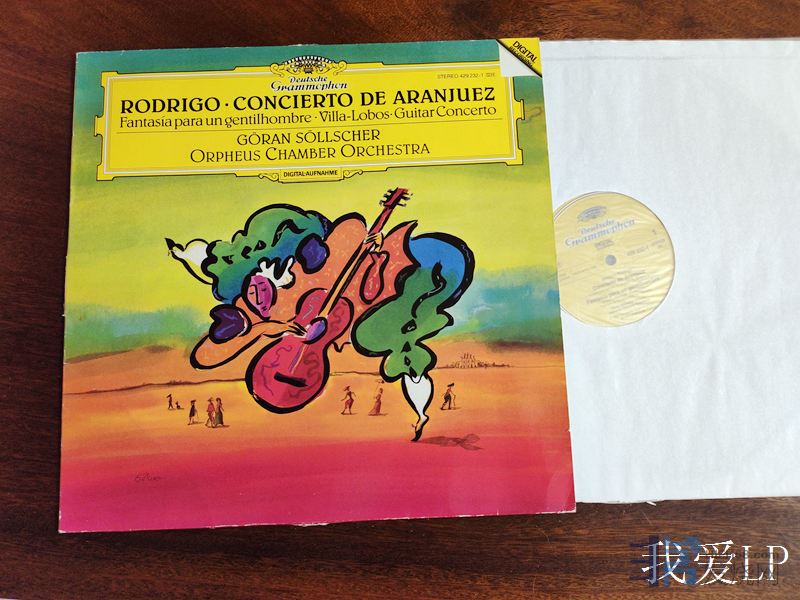 DIGITAL
Deutsche
Grammophon
STEREO 429 232-1
RODRIGO · CONCIERTO DE ARANJUEZ
Fantasía para un gentilhombre · Villa-Lobos · Guitar Concerto
GÖRAN SÖLLSCHER
ORPHEUS CHAMBER ORCHESTRA
DIGITAL-AUFNAHME
Deutsche
Grammophon
我爱LP